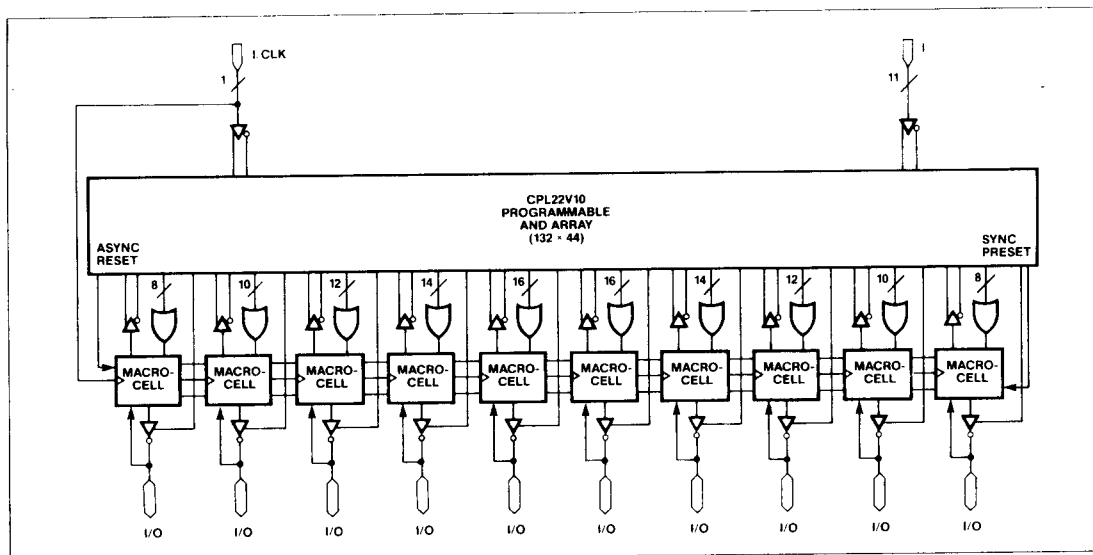 I, CLK
I
1
11
CPL22V10
PROGRAMMABLE
AND ARRAY
(132 × 44)
ASYNC
RESET
SYNC
PRESET
8
10
12
14
16
16
14
12
10
8
MACRO-
CELL
MACRO-
CELL
MACRO-
CELL
MACRO-
CELL
MACRO-
CELL
MACRO-
CELL
MACRO-
CELL
MACRO-
CELL
MACRO-
CELL
MACRO-
CELL
I/O
I/O
I/O
I/O
I/O
I/O
I/O
I/O
I/O
I/O